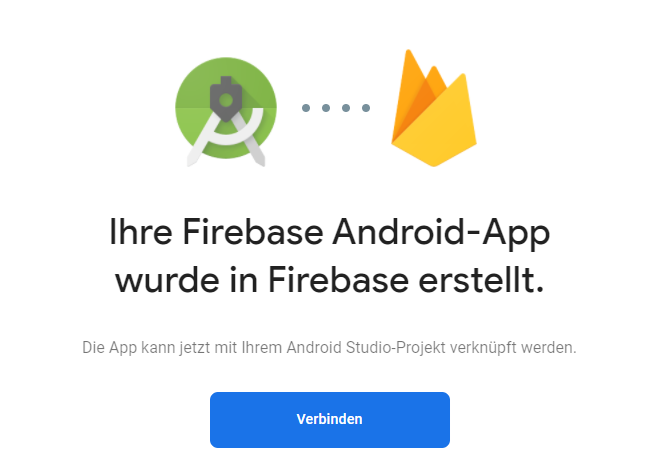 Ihre Firebase Android-App
wurde in Firebase erstellt.
Die App kann jetzt mit Ihrem Android Studio-Projekt verknüpft werden.
Verbinden